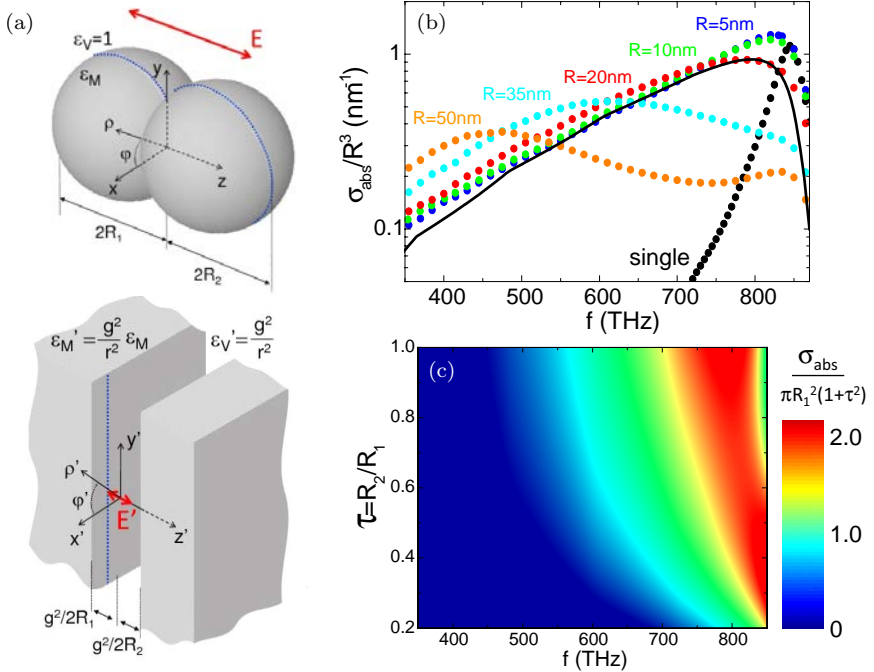 (a)
E
εV=1
εM
y
ρ
φ
x
z
2R1
2R2
εM'=g²/r² εM
εV'=g²/r²
y'
ρ'
φ'
E'
x'
z'
g²/2R1
g²/2R2
(b)
R=5nm
R=10nm
R=20nm
R=35nm
R=50nm
single
1
0.1
σabs/R³ (nm⁻¹)
400 500 600 700 800
f (THz)
(c)
1.0
0.8
0.6
0.4
0.2
τ=R2/R1
400 600 800
f (THz)
σabs
πR1²(1+τ²)
2.0
1.0
0